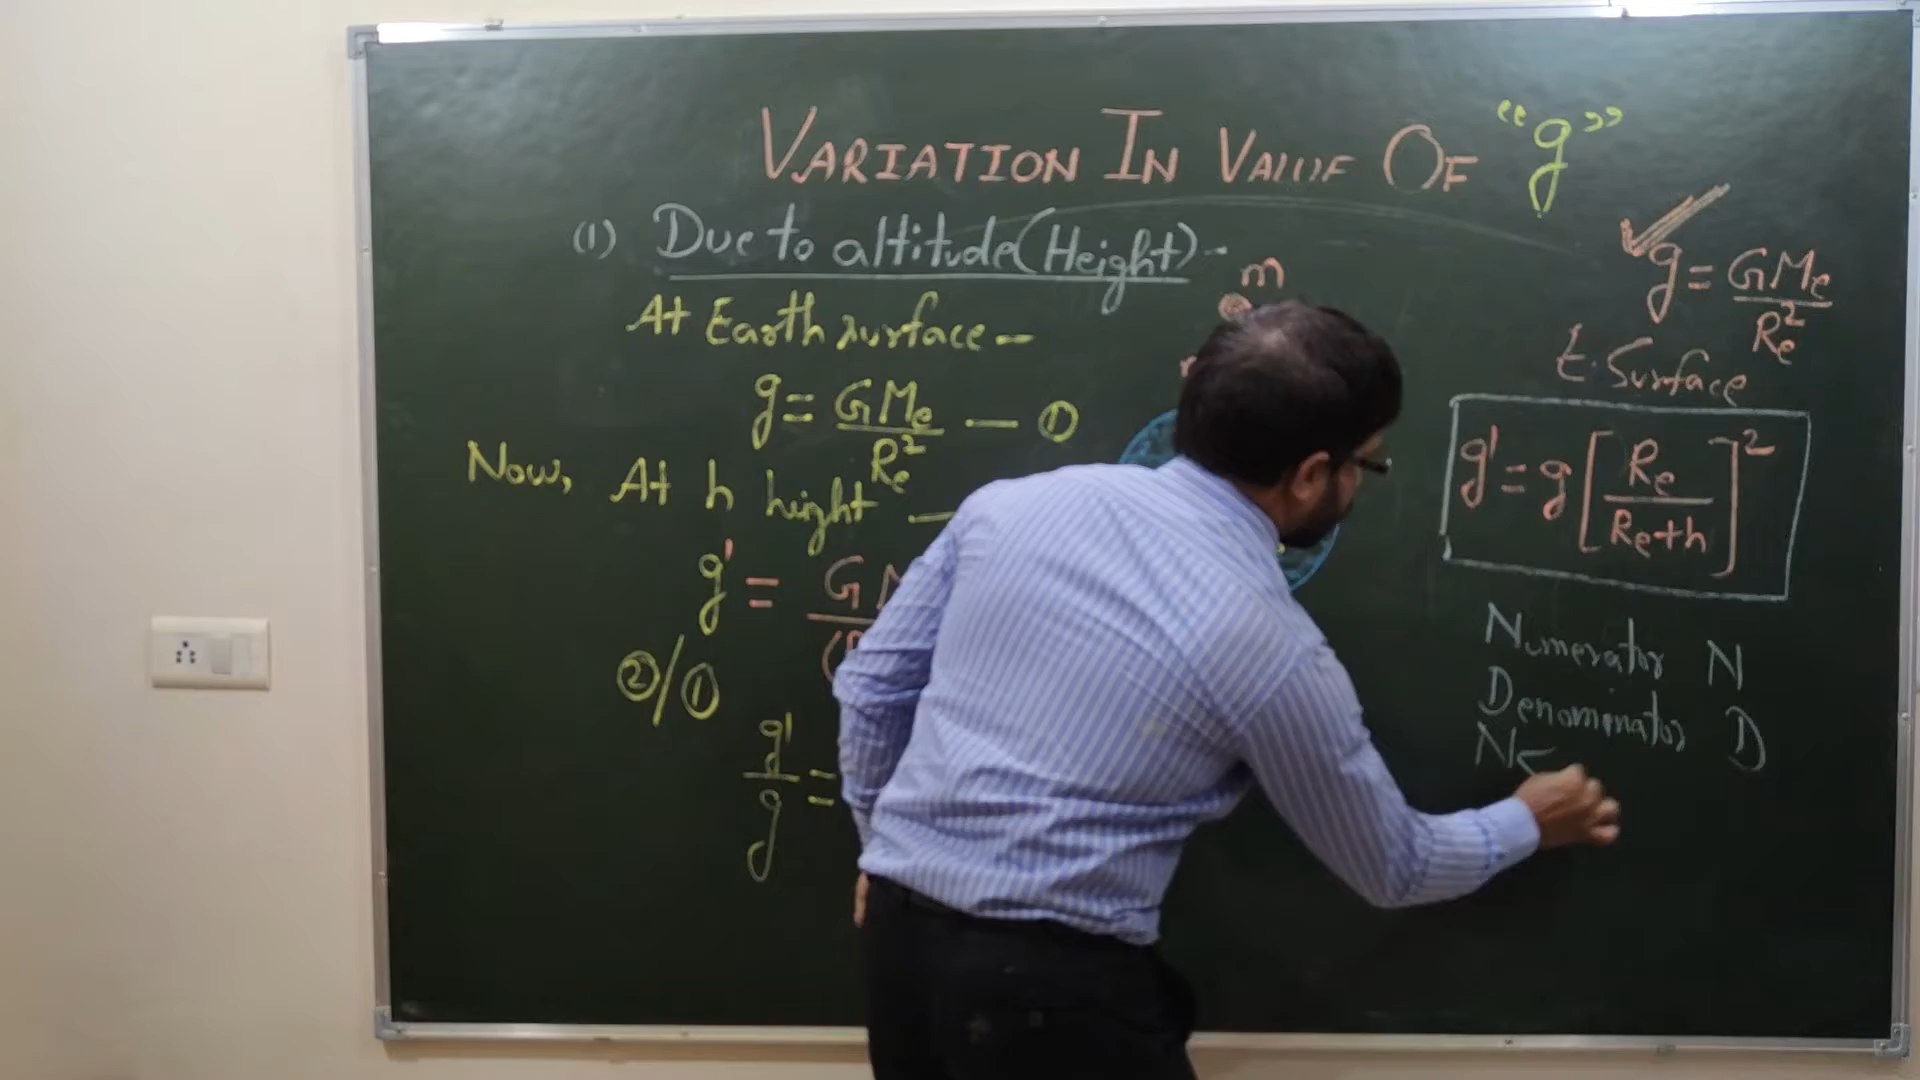 VARIATION IN VALUE OF "g"
(1) Due to altitude (Height) -
At Earth surface -
g = GMe / Re² — ①
Now, At h height —
g' =
②/①
g'/g =
m
g = GMe / Re²
E. Surface
g' = g [Re / Re+h]²
Numerator N
Denominator D
N <